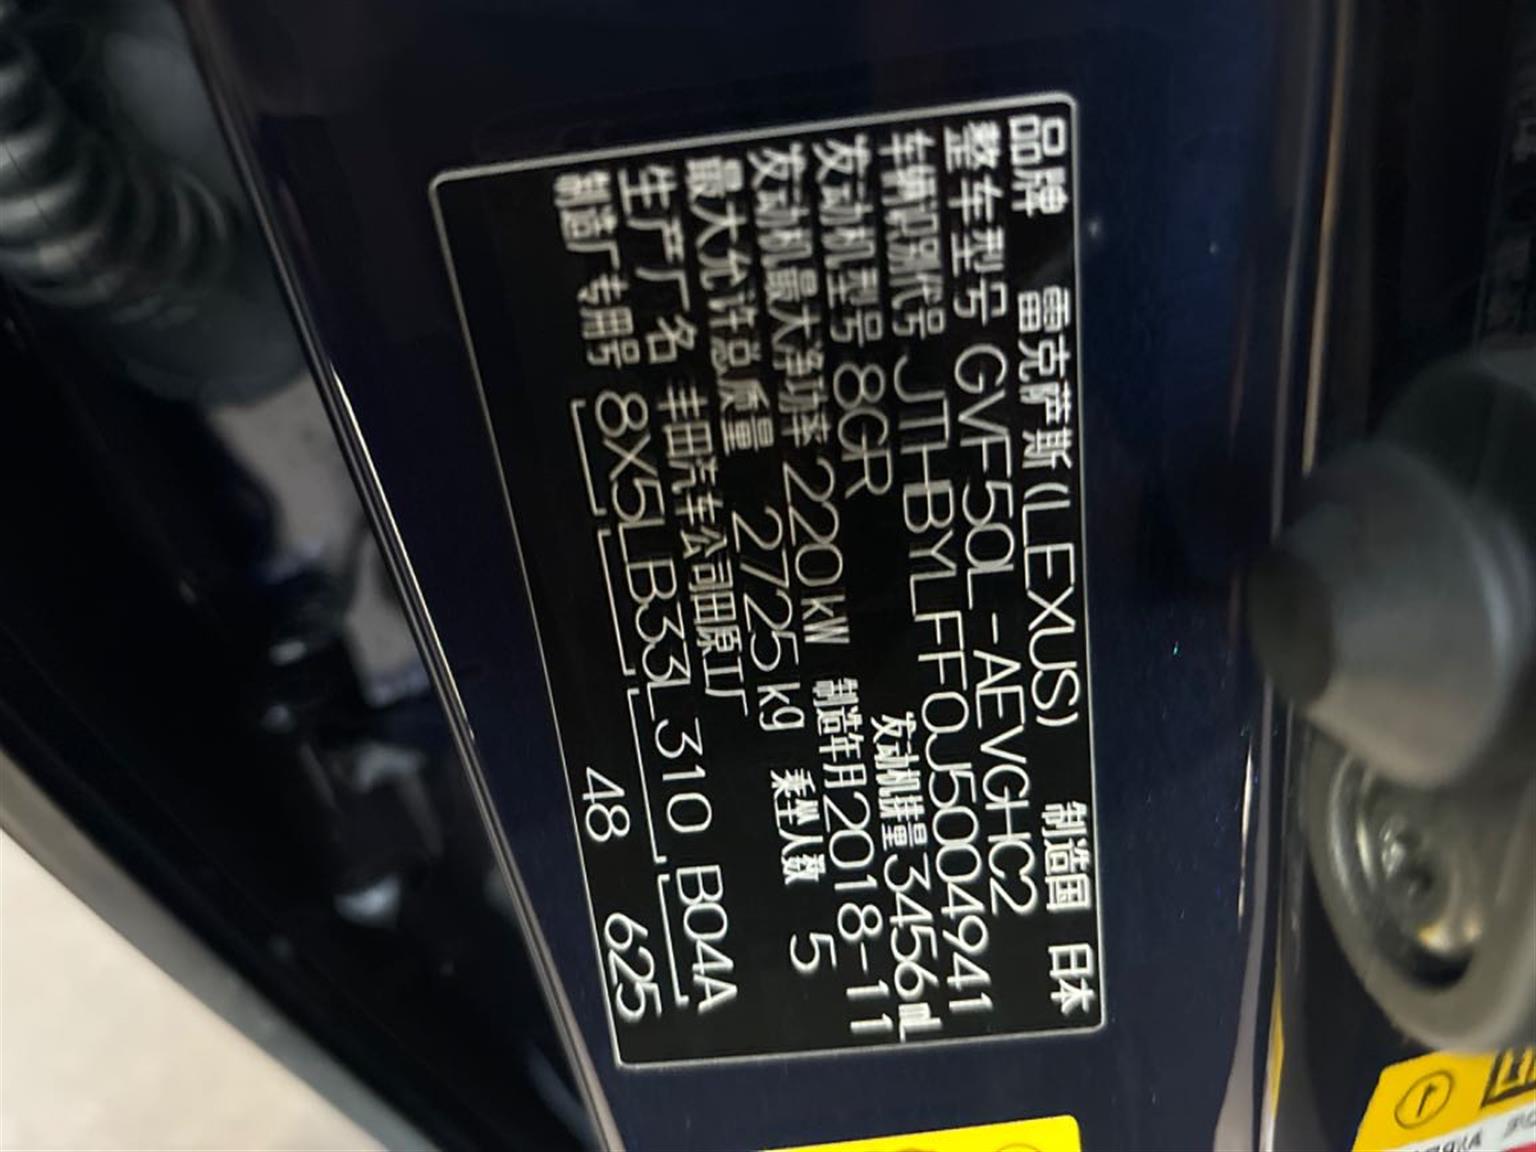 品牌 雷克萨斯(LEXUS) 制造国 日本
整车型号 GVF50L-AEVGHC2
车辆识别代号 JTHBYLFF0J5004941
发动机型号 8GR 发动机排量 3456mL
发动机最大净功率 220kW 制造年月 2018-11
最大允许总质量 2725kg 乘坐人数 5
生产厂名 丰田汽车公司田原工厂
制造厂专用号 8X5LB33L310 B04A
48 625